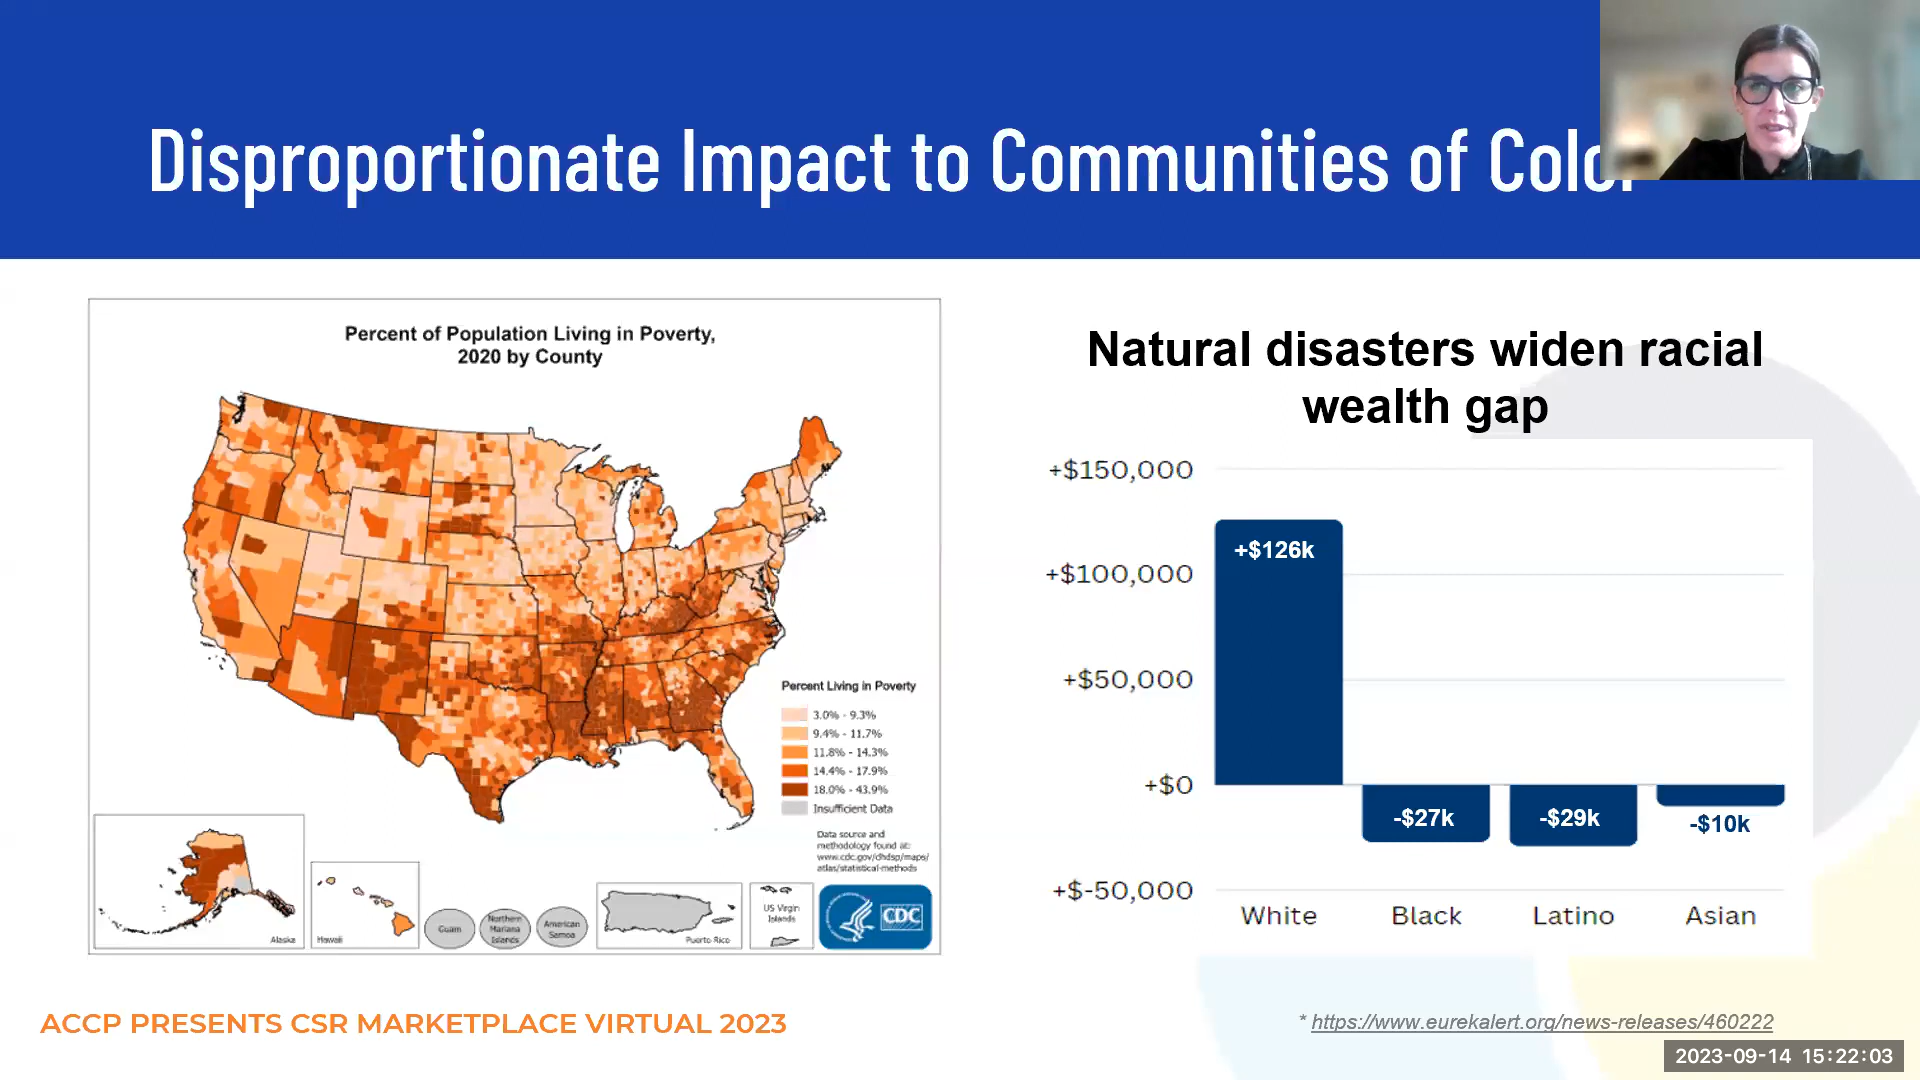 Disproportionate Impact to Communities of Color
Percent of Population Living in Poverty,
2020 by County
Percent Living in Poverty
3.0% - 9.3%
9.4% - 11.7%
11.8% - 14.3%
14.4% - 17.9%
18.0% - 43.9%
Insufficient Data
Data source and
methodology found at:
www.cdc.gov/dhdsp/maps/
atlas/statistical-methods
Alaska
Hawaii
Guam
Northern
Mariana
Islands
American
Samoa
Puerto Rico
US Virgin
Islands
CDC
Natural disasters widen racial
wealth gap
+$150,000
+$100,000
+$50,000
+$0
+$-50,000
+$126k
-$27k
-$29k
-$10k
White
Black
Latino
Asian
ACCP PRESENTS CSR MARKETPLACE VIRTUAL 2023
* https://www.eurekalert.org/news-releases/460222
2023-09-14 15:22:03